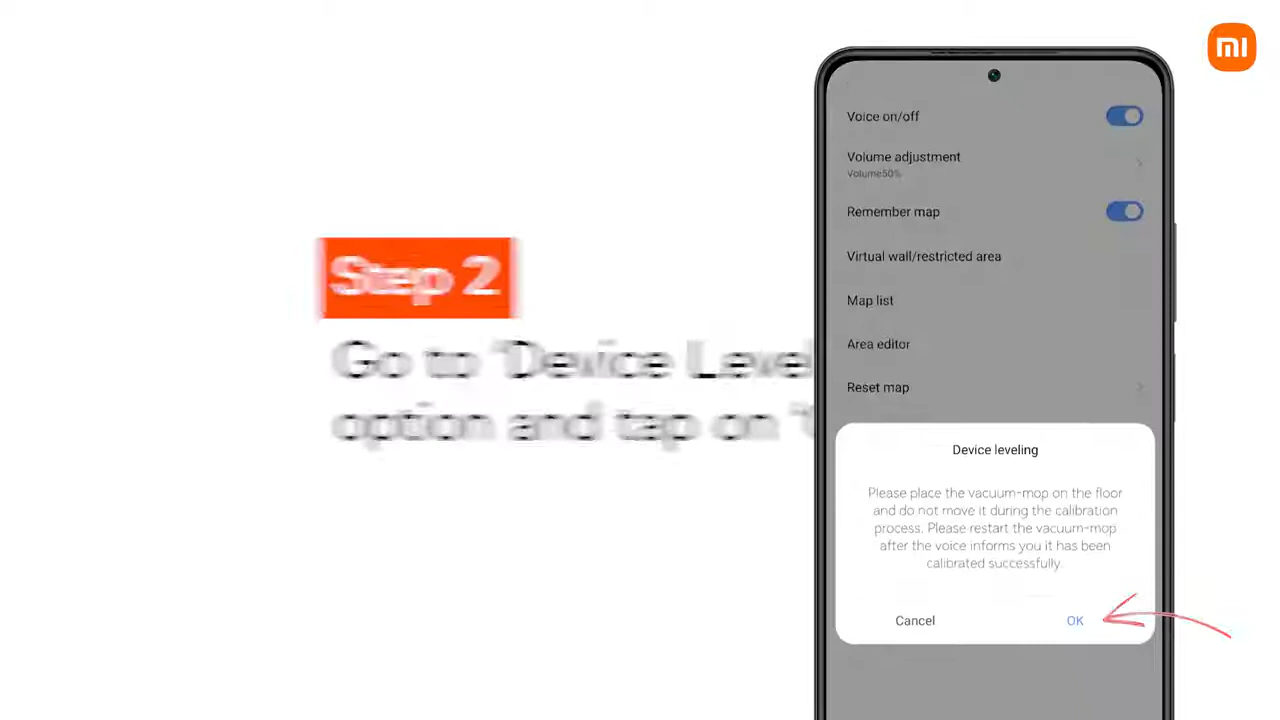 mi
Step 2
Go to 'Device Level
option and tap on '
Voice on/off
Volume adjustment
Volume50%
Remember map
Virtual wall/restricted area
Map list
Area editor
Reset map
Device leveling
Please place the vacuum-mop on the floor
and do not move it during the calibration
process. Please restart the vacuum-mop
after the voice informs you it has been
calibrated successfully.
Cancel
OK